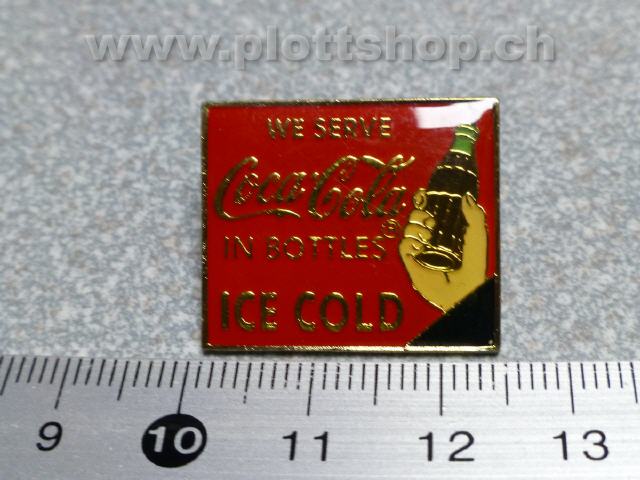 www.plottshop.ch
WE SERVE
Coca-Cola®
IN BOTTLES
ICE COLD
9 10 11 12 13